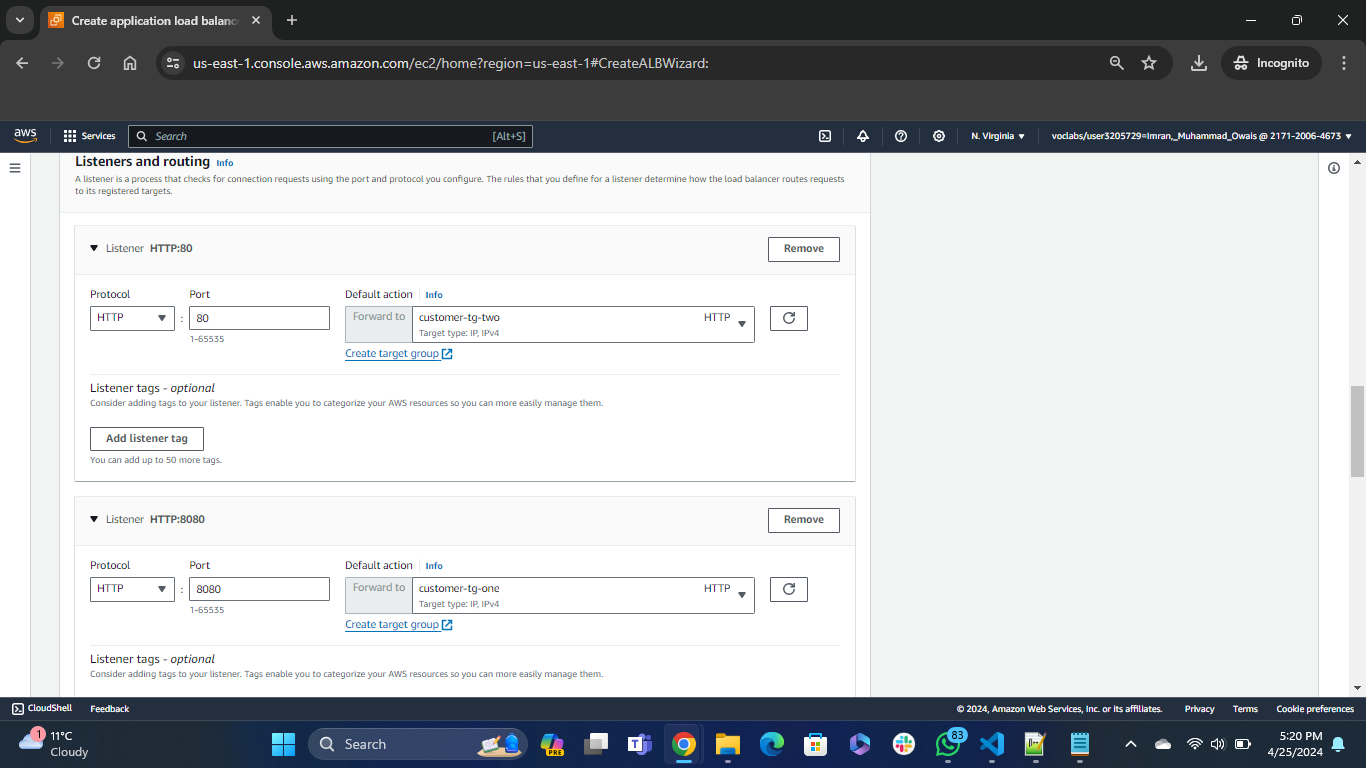 Create application load balanc
us-east-1.console.aws.amazon.com/ec2/home?region=us-east-1#CreateALBWizard:
Incognito
aws
Services
Search
[Alt+S]
N. Virginia
voclabs/user3205729=Imran,_Muhammad_Owais @ 2171-2006-4673
Listeners and routing Info
A listener is a process that checks for connection requests using the port and protocol you configure. The rules that you define for a listener determine how the load balancer routes requests
to its registered targets.
Listener HTTP:80
Remove
Protocol
Port
Default action
Info
HTTP
:
80
Forward to
customer-tg-two
HTTP
Target type: IP, IPv4
1-65535
Create target group
Listener tags - optional
Consider adding tags to your listener. Tags enable you to categorize your AWS resources so you can more easily manage them.
Add listener tag
You can add up to 50 more tags.
Listener HTTP:8080
Remove
Protocol
Port
Default action
Info
HTTP
:
8080
Forward to
customer-tg-one
HTTP
Target type: IP, IPv4
1-65535
Create target group
Listener tags - optional
Consider adding tags to your listener. Tags enable you to categorize your AWS resources so you can more easily manage them.
CloudShell
Feedback
© 2024, Amazon Web Services, Inc. or its affiliates.
Privacy
Terms
Cookie preferences
1
11°C
Cloudy
Search
PRE
83
5:20 PM
4/25/2024